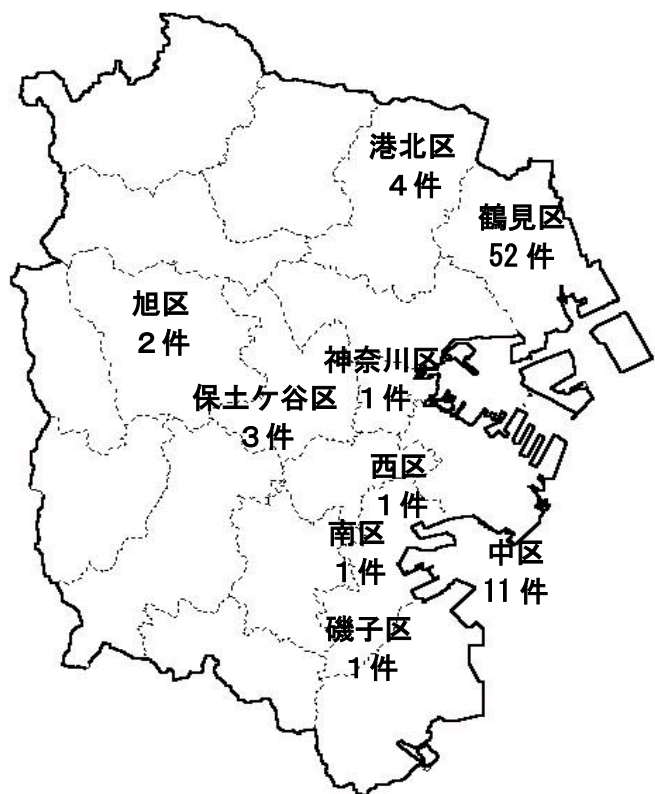 港北区
４件
鶴見区
52 件
旭区
２件
神奈川区
１件
保土ケ谷区
３件
西区
１件
南区
１件
中区
11 件
磯子区
１件